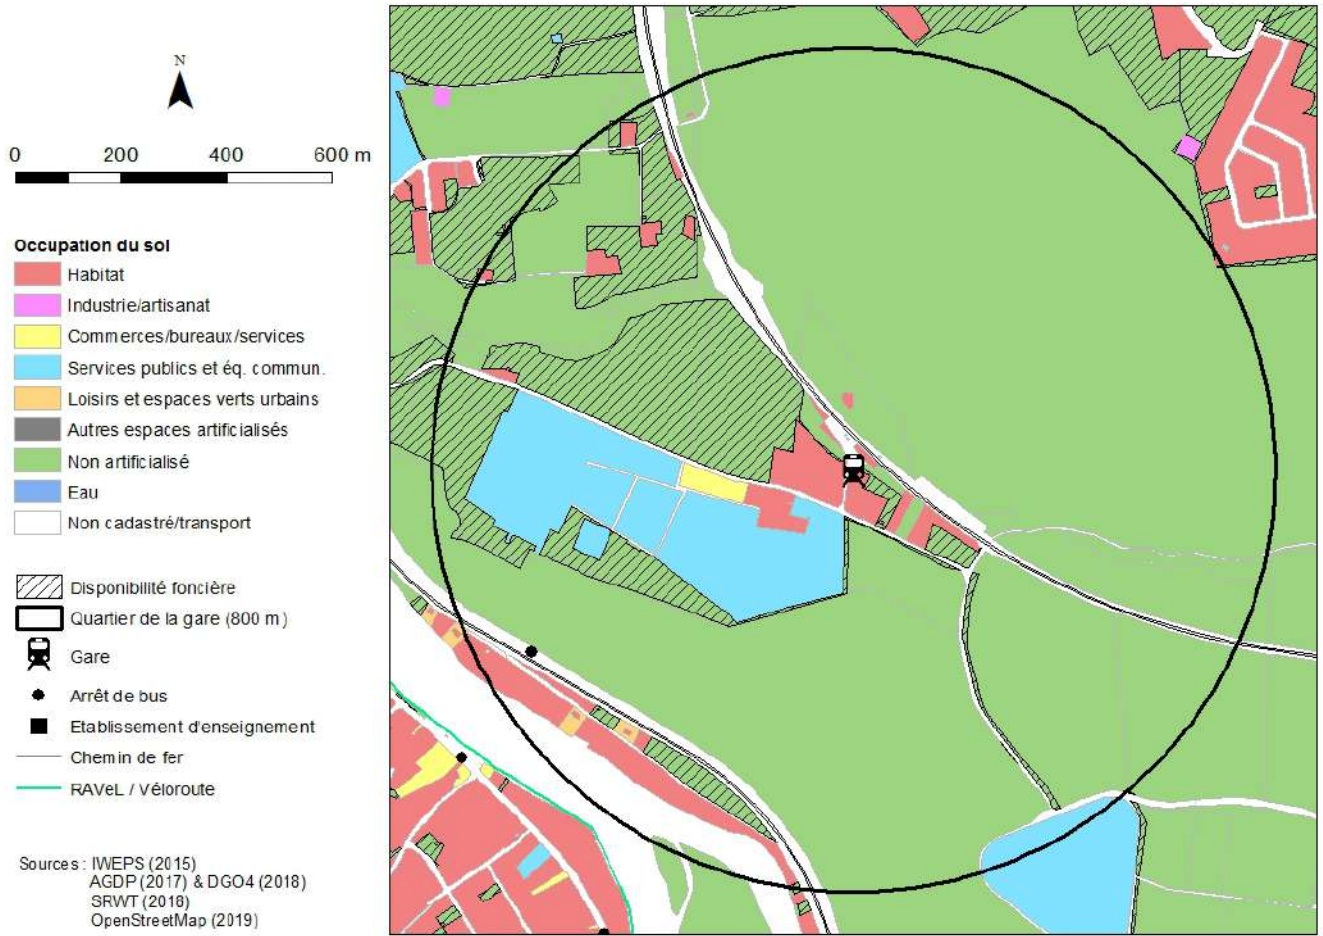 N
0 200 400 600 m
Occupation du sol
Habitat
Industrie/artisanat
Commerces/bureaux/services
Services publics et éq. commun.
Loisirs et espaces verts urbains
Autres espaces artificialisés
Non artificialisé
Eau
Non cadastré/transport
Disponibilité foncière
Quartier de la gare (800 m)
Gare
Arrêt de bus
Etablissement d'enseignement
Chemin de fer
RAVeL / Véloroute
Sources : IWEPS (2015)
AGDP (2017) & DGO4 (2018)
SRWT (2018)
OpenStreetMap (2019)